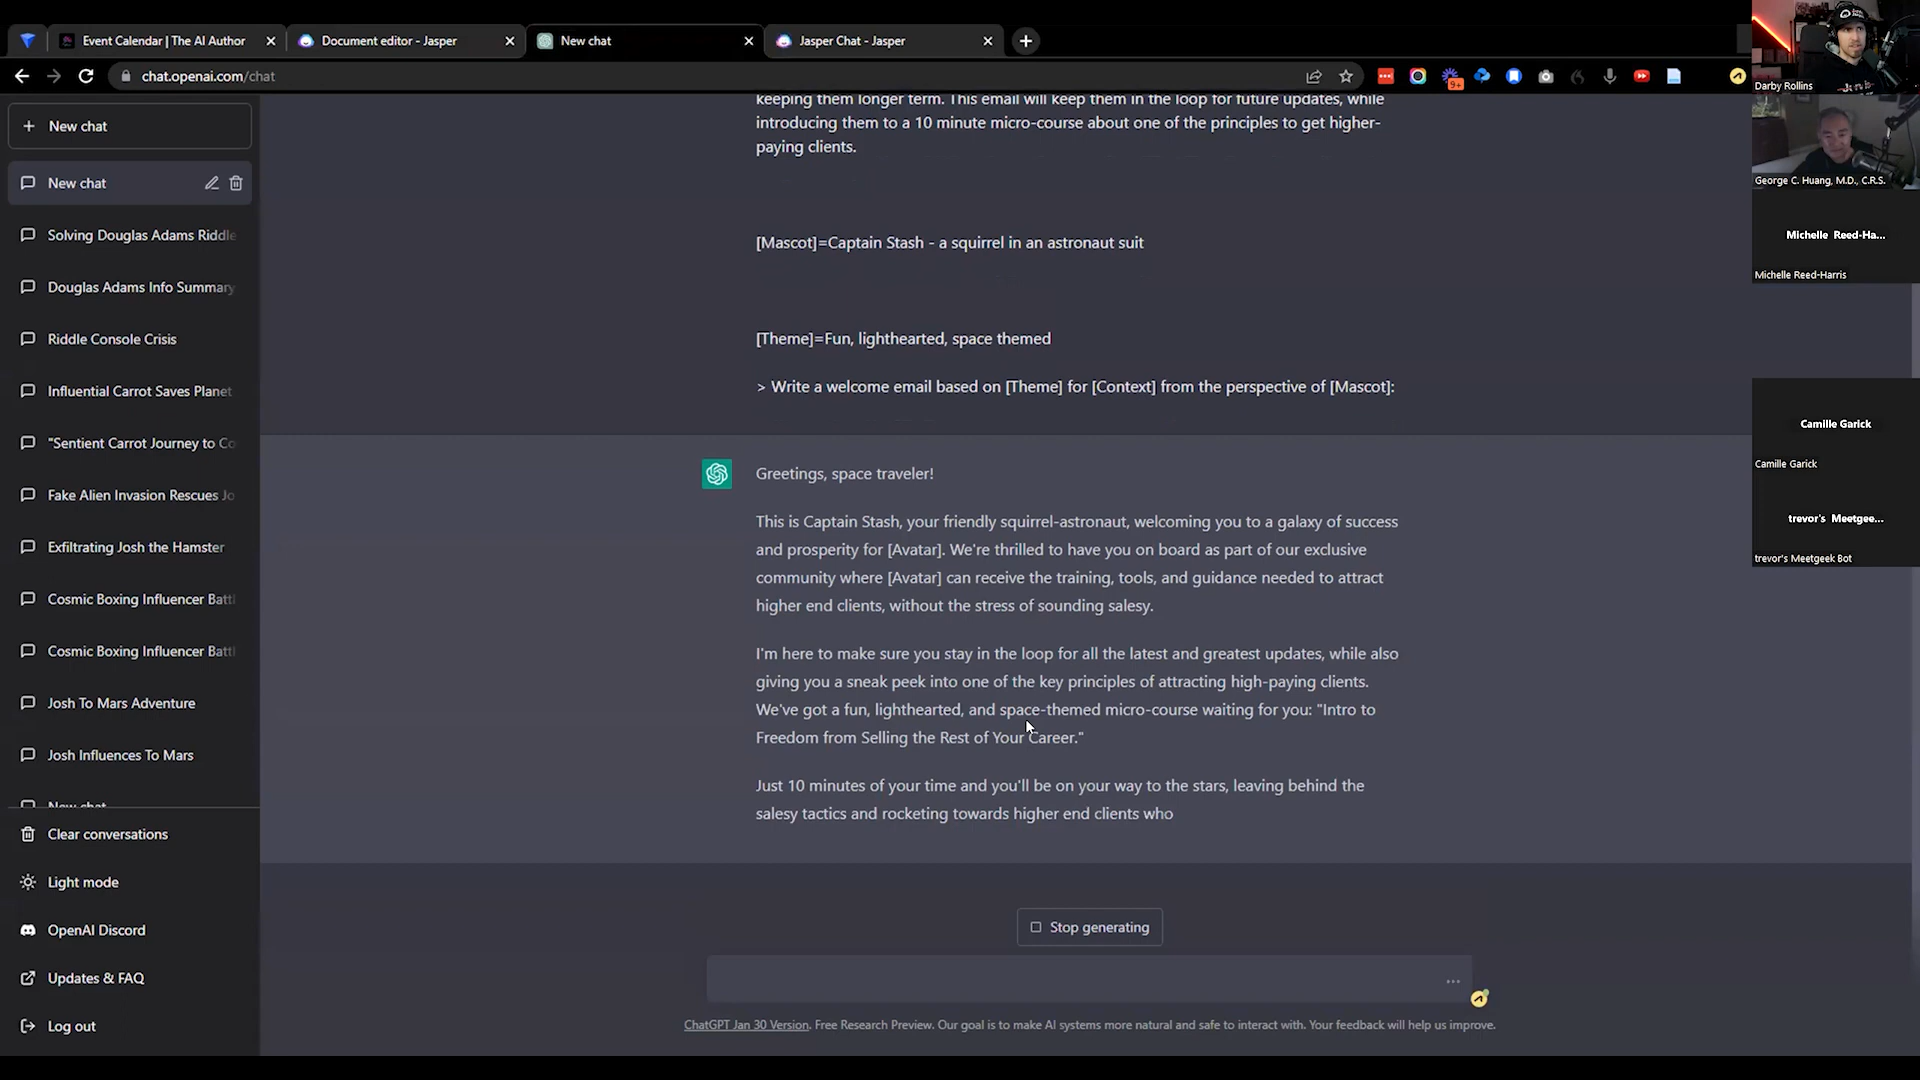 Event Calendar | The AI Author
Document editor - Jasper
New chat
Jasper Chat - Jasper
chat.openai.com/chat
9+
Darby Rollins
George C. Huang, M.D., C.R.S.
Michelle Reed-Ha...
Michelle Reed-Harris
Camille Garick
Camille Garick
trevor's Meetgee...
trevor's Meetgeek Bot
New chat
New chat
Solving Douglas Adams Riddle
Douglas Adams Info Summary
Riddle Console Crisis
Influential Carrot Saves Planet
"Sentient Carrot Journey to Co
Fake Alien Invasion Rescues Jo
Exfiltrating Josh the Hamster
Cosmic Boxing Influencer Batt
Cosmic Boxing Influencer Batt
Josh To Mars Adventure
Josh Influences To Mars
New chat
Clear conversations
Light mode
OpenAI Discord
Updates & FAQ
Log out
keeping them longer term. This email will keep them in the loop for future updates, while
introducing them to a 10 minute micro-course about one of the principles to get higher-
paying clients.
[Mascot]=Captain Stash - a squirrel in an astronaut suit
[Theme]=Fun, lighthearted, space themed
> Write a welcome email based on [Theme] for [Context] from the perspective of [Mascot]:
Greetings, space traveler!
This is Captain Stash, your friendly squirrel-astronaut, welcoming you to a galaxy of success
and prosperity for [Avatar]. We're thrilled to have you on board as part of our exclusive
community where [Avatar] can receive the training, tools, and guidance needed to attract
higher end clients, without the stress of sounding salesy.
I'm here to make sure you stay in the loop for all the latest and greatest updates, while also
giving you a sneak peek into one of the key principles of attracting high-paying clients.
We've got a fun, lighthearted, and space-themed micro-course waiting for you: "Intro to
Freedom from Selling the Rest of Your Career."
Just 10 minutes of your time and you'll be on your way to the stars, leaving behind the
salesy tactics and rocketing towards higher end clients who
Stop generating
ChatGPT Jan 30 Version. Free Research Preview. Our goal is to make AI systems more natural and safe to interact with. Your feedback will help us improve.